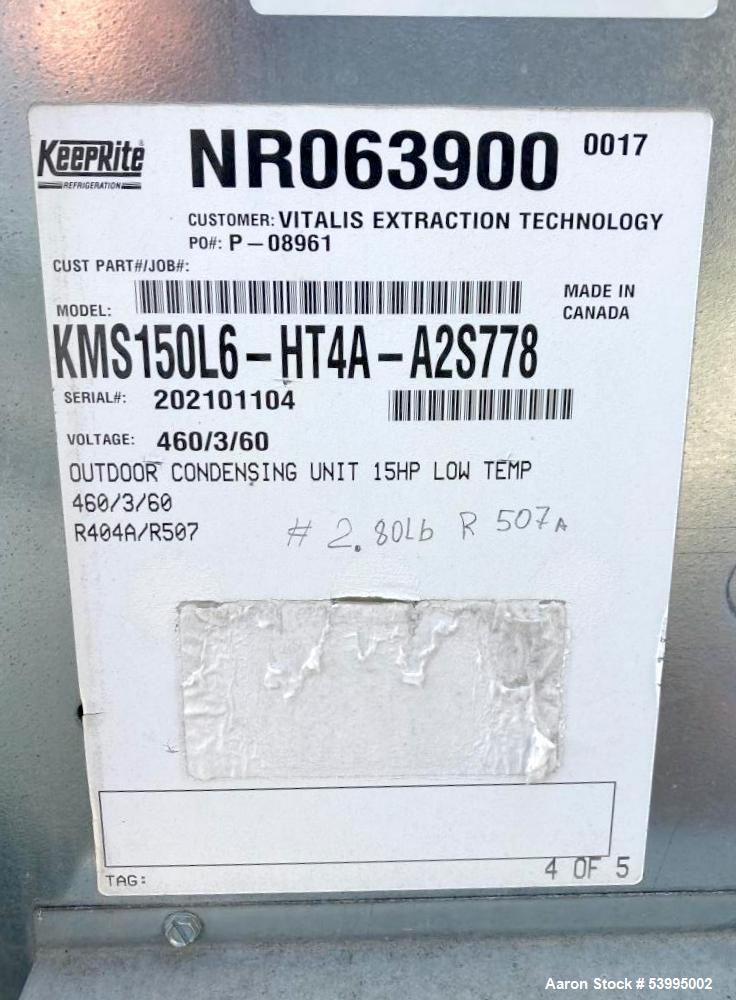 KeepRite
REFRIGERATION
NR063900 0017
CUSTOMER: VITALIS EXTRACTION TECHNOLOGY
PO#: P-08961
CUST PART#/JOB#:
MADE IN
CANADA
MODEL:
KMS150L6-HT4A-A2S778
SERIAL#: 202101104
VOLTAGE: 460/3/60
OUTDOOR CONDENSING UNIT 15HP LOW TEMP
460/3/60
R404A/R507
# 2.80Lb R 507A
4 OF 5
TAG:
Aaron Stock # 53995002